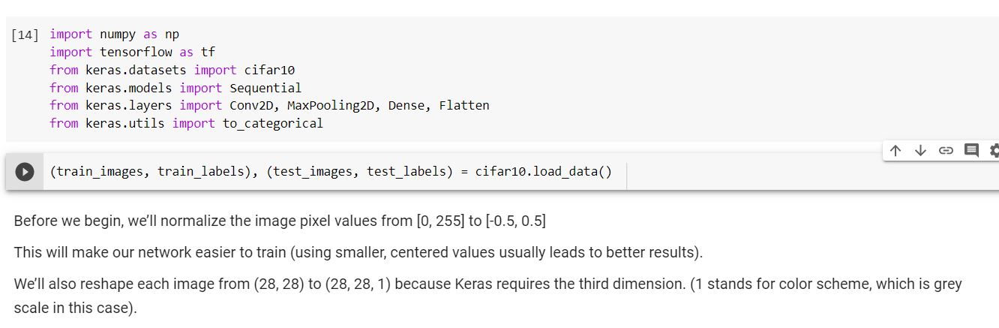 [14] import numpy as np
import tensorflow as tf
from keras.datasets import cifar10
from keras.models import Sequential
from keras.layers import Conv2D, MaxPooling2D, Dense, Flatten
from keras.utils import to_categorical
(train_images, train_labels), (test_images, test_labels) = cifar10.load_data()
Before we begin, we’ll normalize the image pixel values from [0, 255] to [-0.5, 0.5]
This will make our network easier to train (using smaller, centered values usually leads to better results).
We’ll also reshape each image from (28, 28) to (28, 28, 1) because Keras requires the third dimension. (1 stands for color scheme, which is grey
scale in this case).